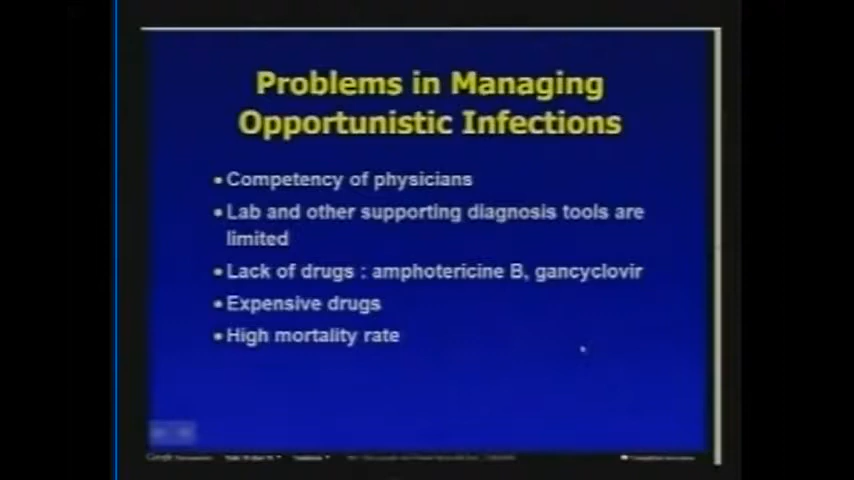 Problems in Managing
Opportunistic Infections
• Competency of physicians
• Lab and other supporting diagnosis tools are
limited
• Lack of drugs : amphotericine B, gancyclovir
• Expensive drugs
• High mortality rate